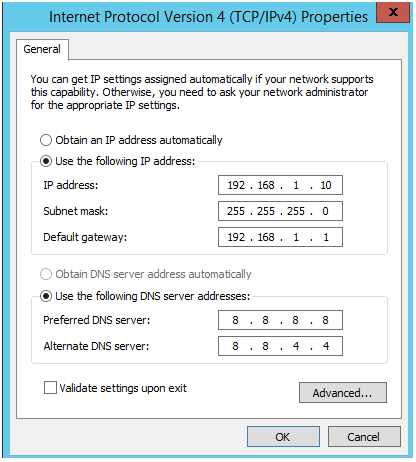 Internet Protocol Version 4 (TCP/IPv4) Properties
X
General
You can get IP settings assigned automatically if your network supports
this capability. Otherwise, you need to ask your network administrator
for the appropriate IP settings.
Obtain an IP address automatically
Use the following IP address:
IP address: 192 . 168 . 1 . 10
Subnet mask: 255 . 255 . 255 . 0
Default gateway: 192 . 168 . 1 . 1
Obtain DNS server address automatically
Use the following DNS server addresses:
Preferred DNS server: 8 . 8 . 8 . 8
Alternate DNS server: 8 . 8 . 4 . 4
Validate settings upon exit
Advanced...
OK Cancel